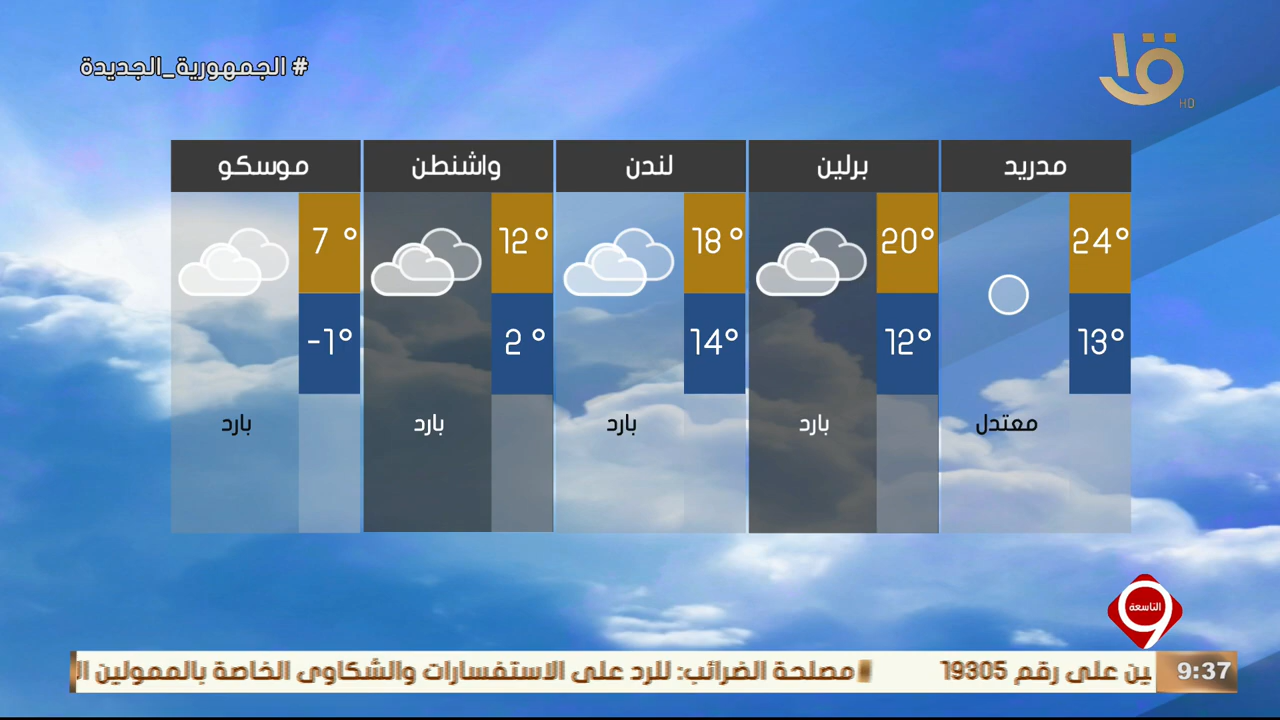 #الجمهورية_الجديدة
HD
مدريد
24°
13°
معتدل
برلين
20°
12°
بارد
لندن
18°
14°
بارد
واشنطن
12°
2°
بارد
موسكو
7°
-1°
بارد
التاسعة
9
9:37
ين على رقم 19305
مصلحة الضرائب: للرد على الاستفسارات والشكاوى الخاصة بالممولين ال